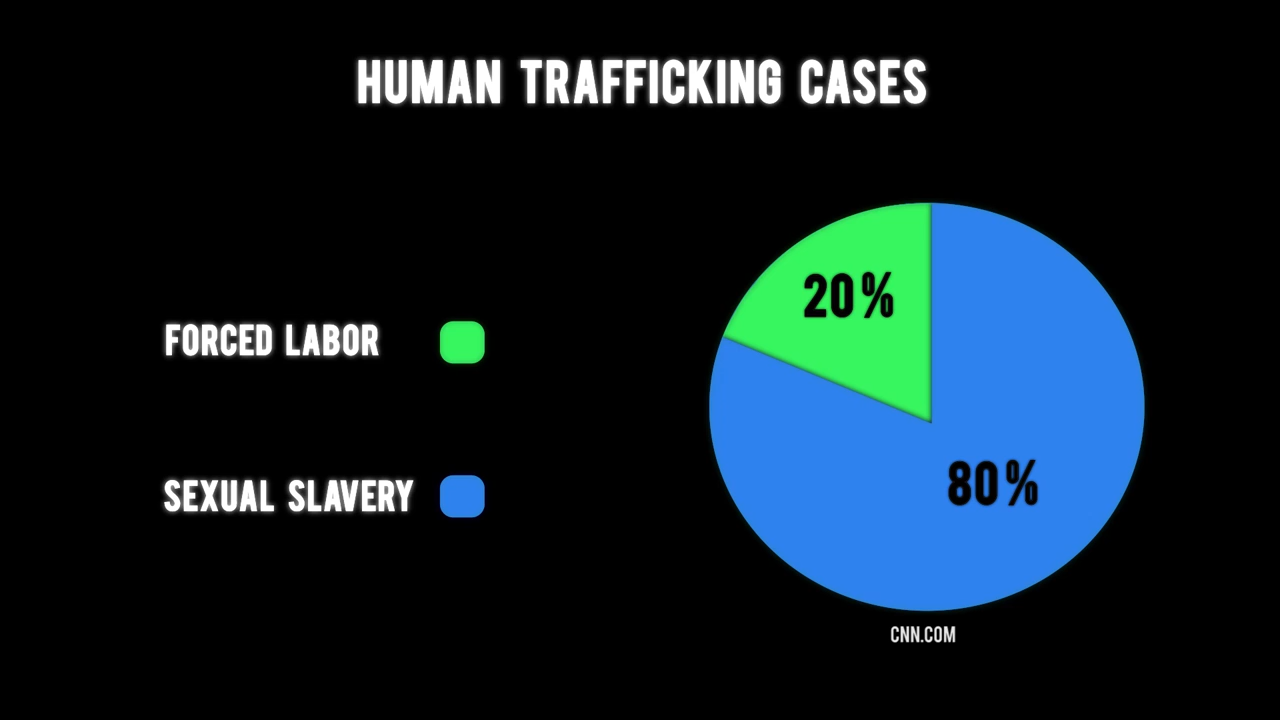 HUMAN TRAFFICKING CASES
FORCED LABOR
SEXUAL SLAVERY
20%
80%
CNN.COM